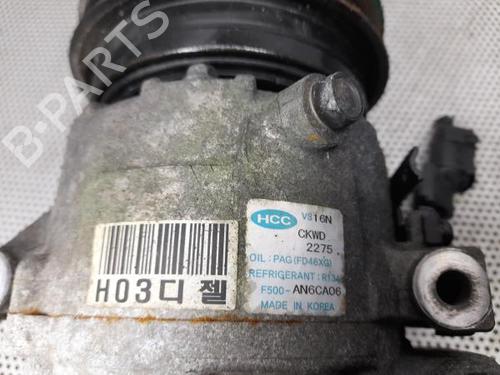 B-PARTS
HCC VS16N
CKWD
2275
OIL : PAG (FD46XG)
REFRIGERANT : R134
F500-AN6CA06
MADE IN KOREA
H03디젤